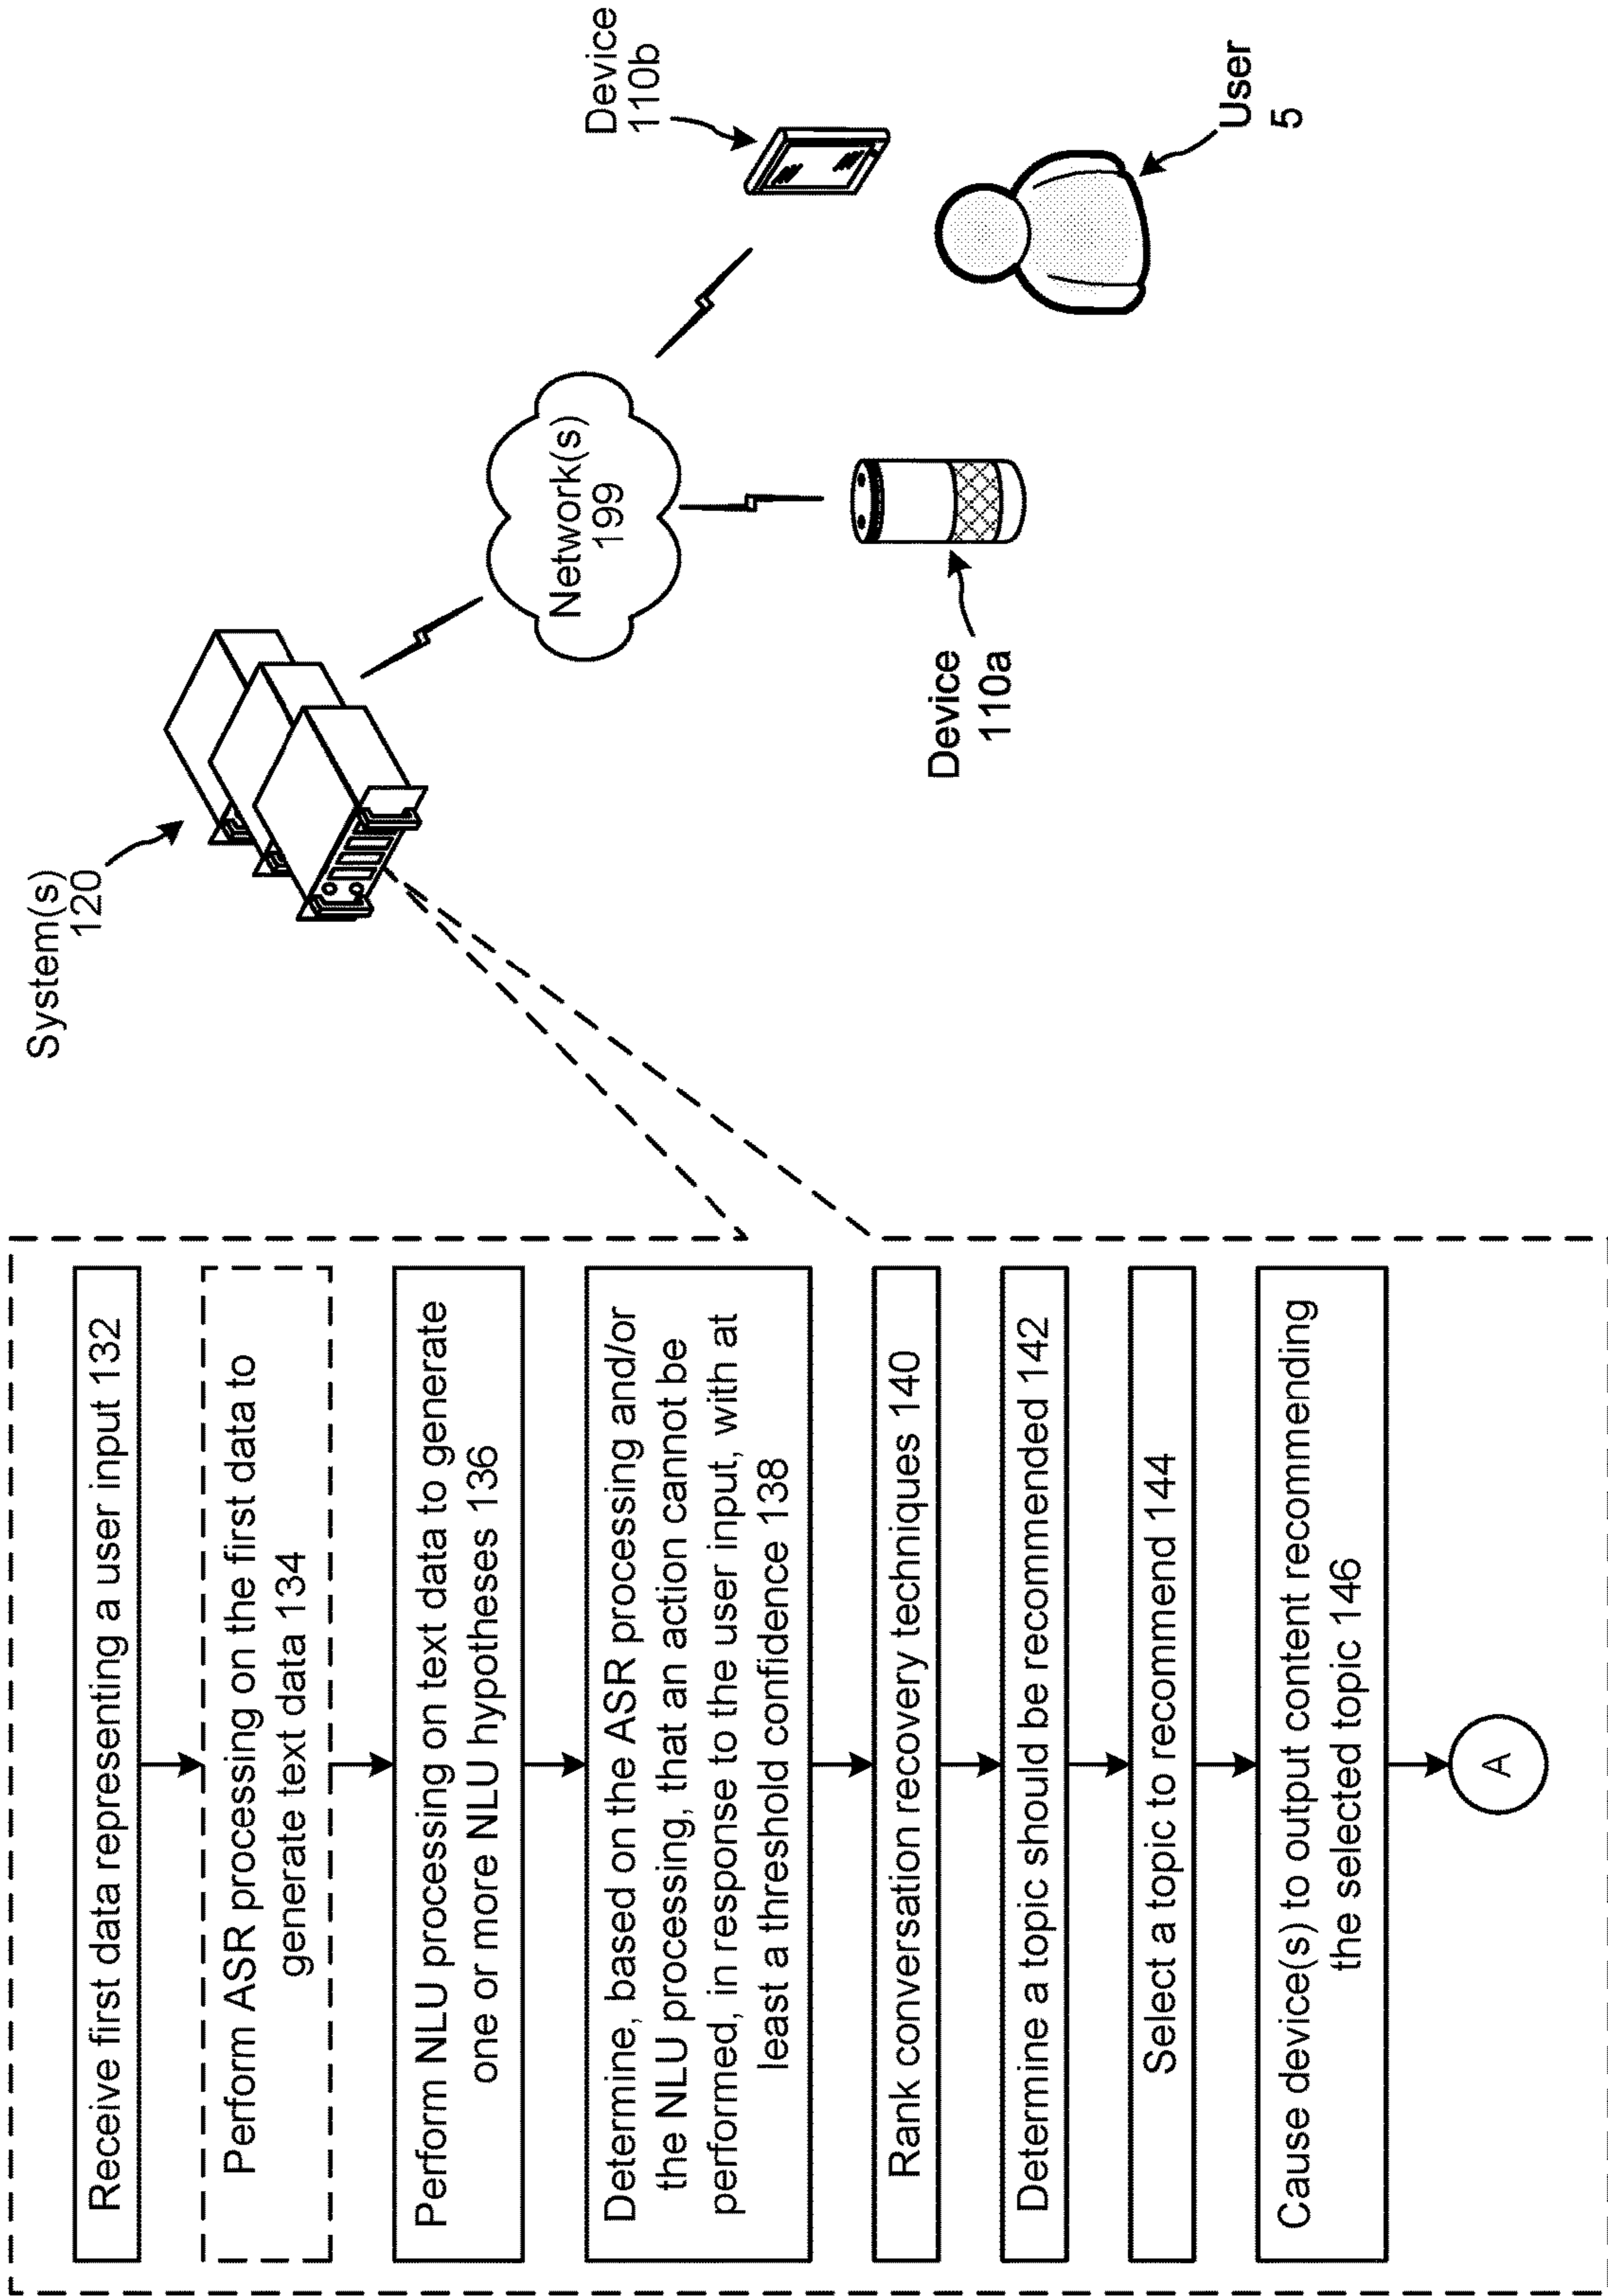 System(s)
120
Network(s)
199
Device
110b
Device
110a
User
5
Receive first data representing a user input 132
Perform ASR processing on the first data to
generate text data 134
Perform NLU processing on text data to generate
one or more NLU hypotheses 136
Determine, based on the ASR processing and/or
the NLU processing, that an action cannot be
performed, in response to the user input, with at
least a threshold confidence 138
Rank conversation recovery techniques 140
Determine a topic should be recommended 142
Select a topic to recommend 144
Cause device(s) to output content recommending
the selected topic 146
A